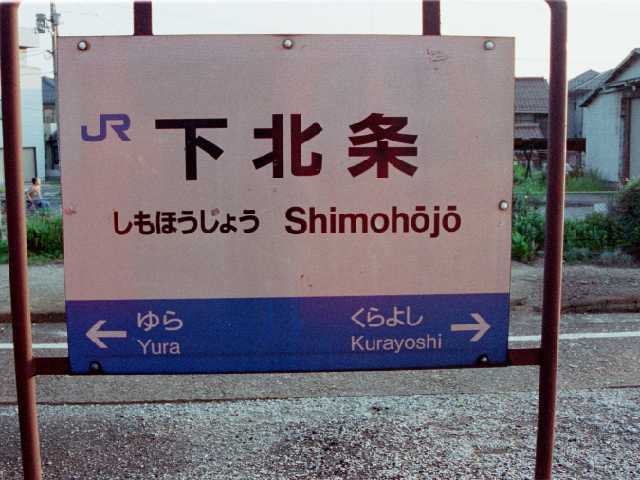 JR 下北条
しもほうじょう Shimohōjō
← ゆら くらよし →
Yura Kurayoshi